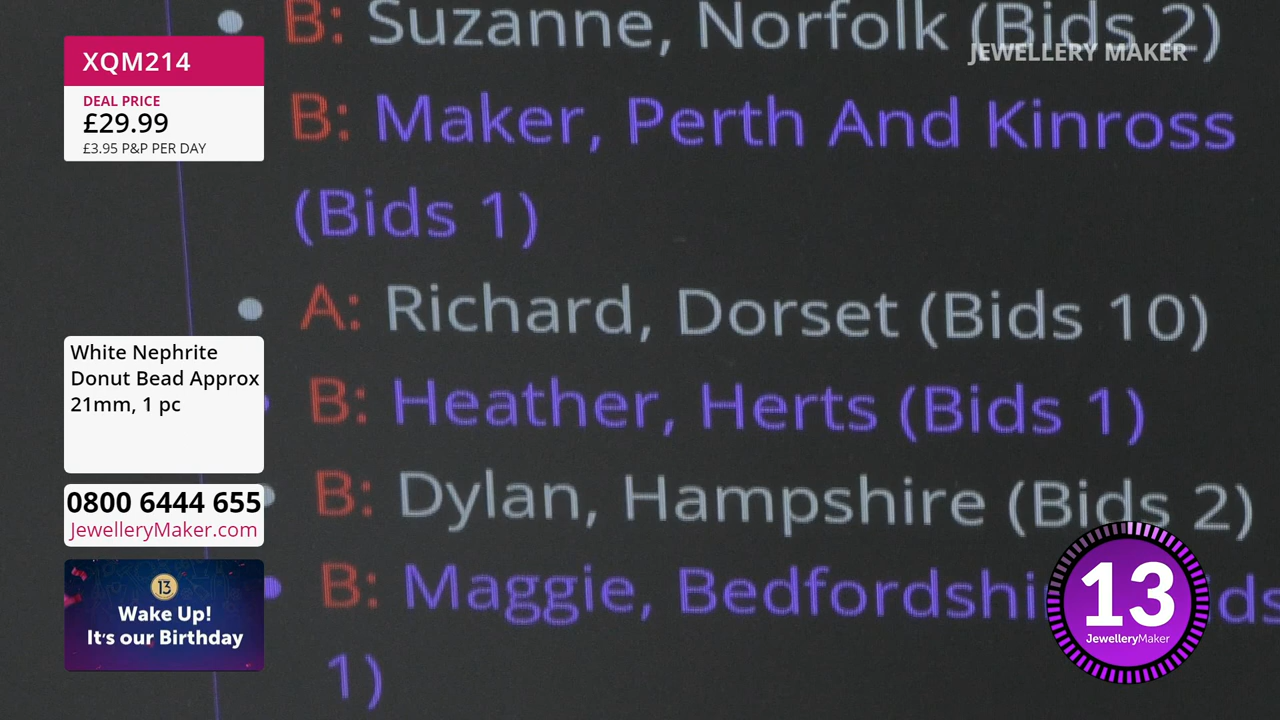 B: Suzanne, Norfolk (Bids 2)
JEWELLERY MAKER
XQM214
DEAL PRICE
£29.99
£3.95 P&P PER DAY
B: Maker, Perth And Kinross
(Bids 1)
A: Richard, Dorset (Bids 10)
White Nephrite
Donut Bead Approx
21mm, 1 pc
B: Heather, Herts (Bids 1)
B: Dylan, Hampshire (Bids 2)
0800 6444 655
JewelleryMaker.com
B: Maggie, 
1)
13
Wake Up!
It's our Birthday
13
JewelleryMaker